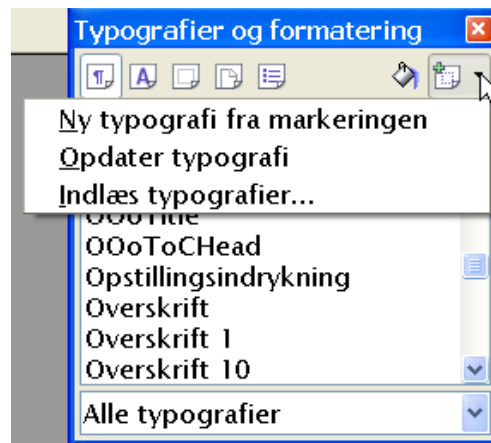 Typografier og formatering
Ny typografi fra markeringen
Opdater typografi
Indlæs typografier...
OOoTitle
OOoToCHead
Opstillingsindrykning
Overskrift
Overskrift 1
Overskrift 10
Alle typografier